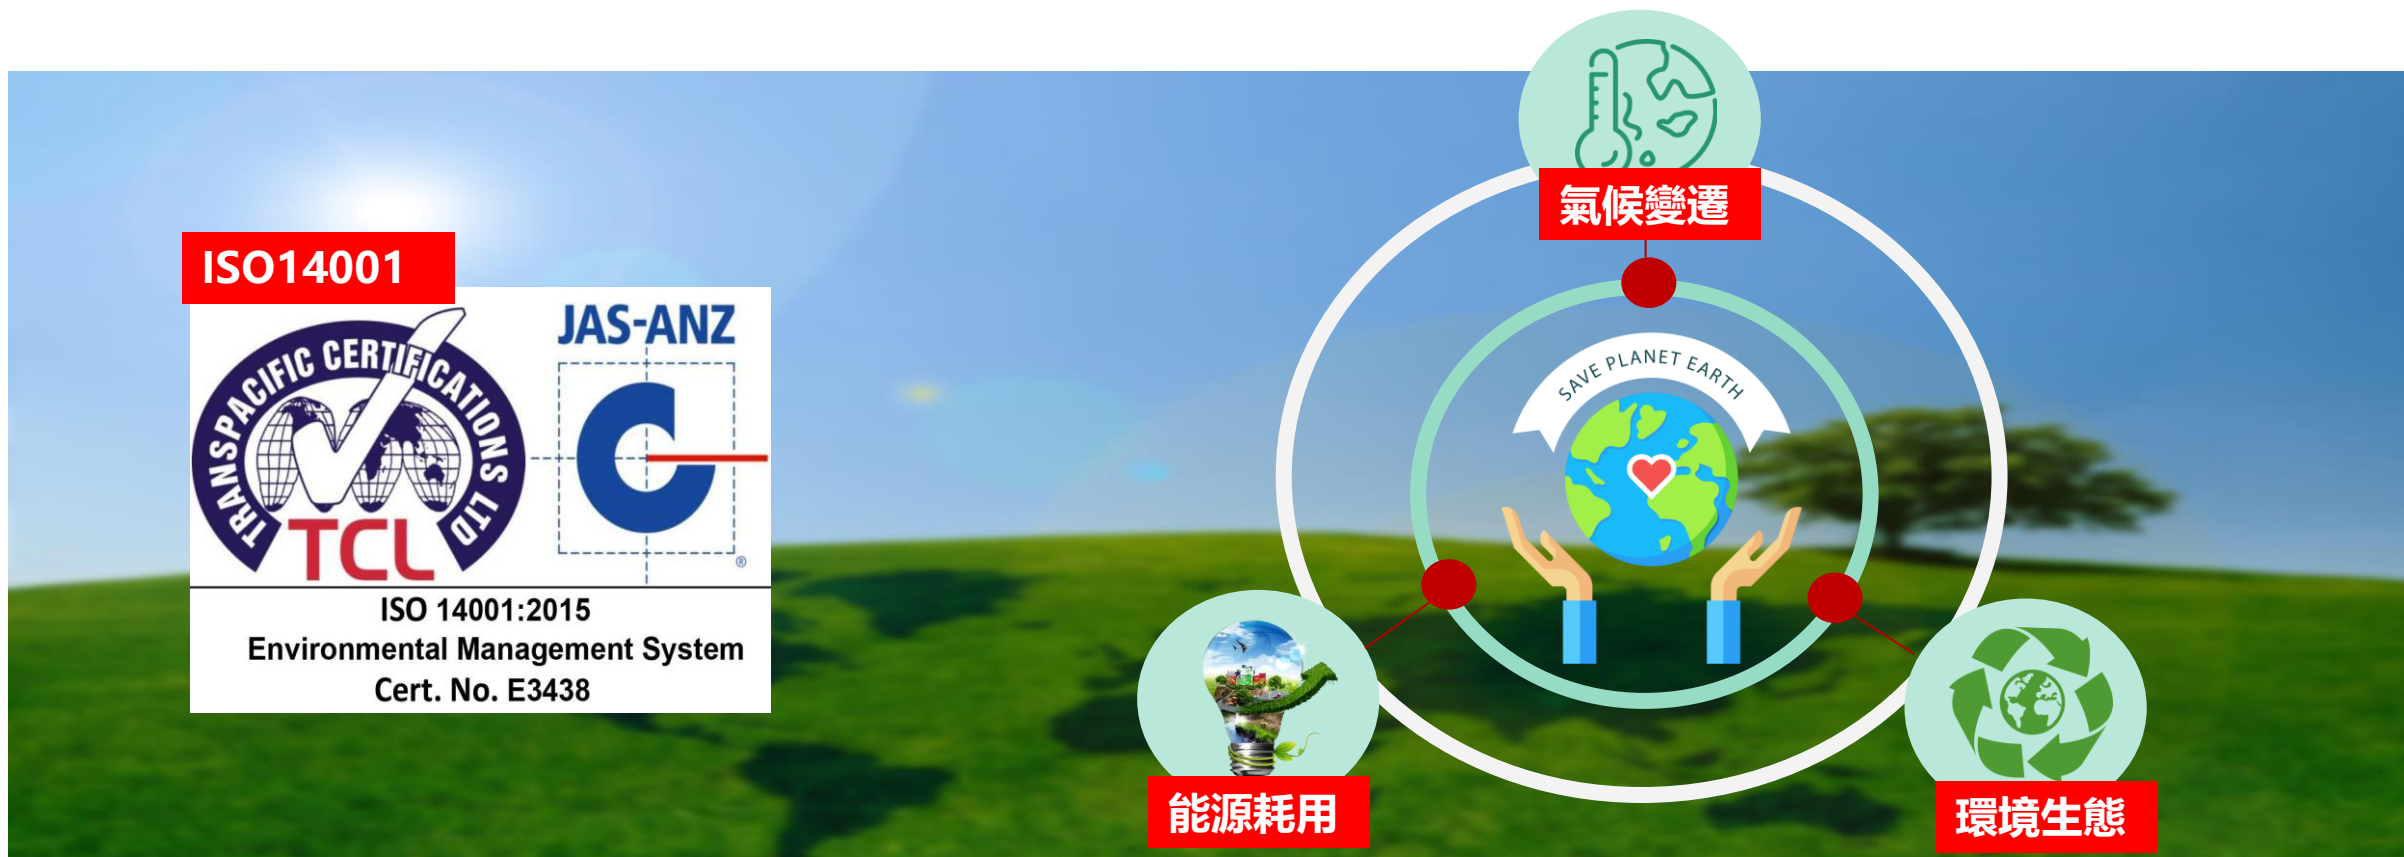 氣候變遷
ISO14001
TRANSPACIFIC CERTIFICATIONS LTD
TCL
JAS-ANZ
®
ISO 14001:2015
Environmental Management System
Cert. No. E3438
SAVE PLANET EARTH
能源耗用
環境生態